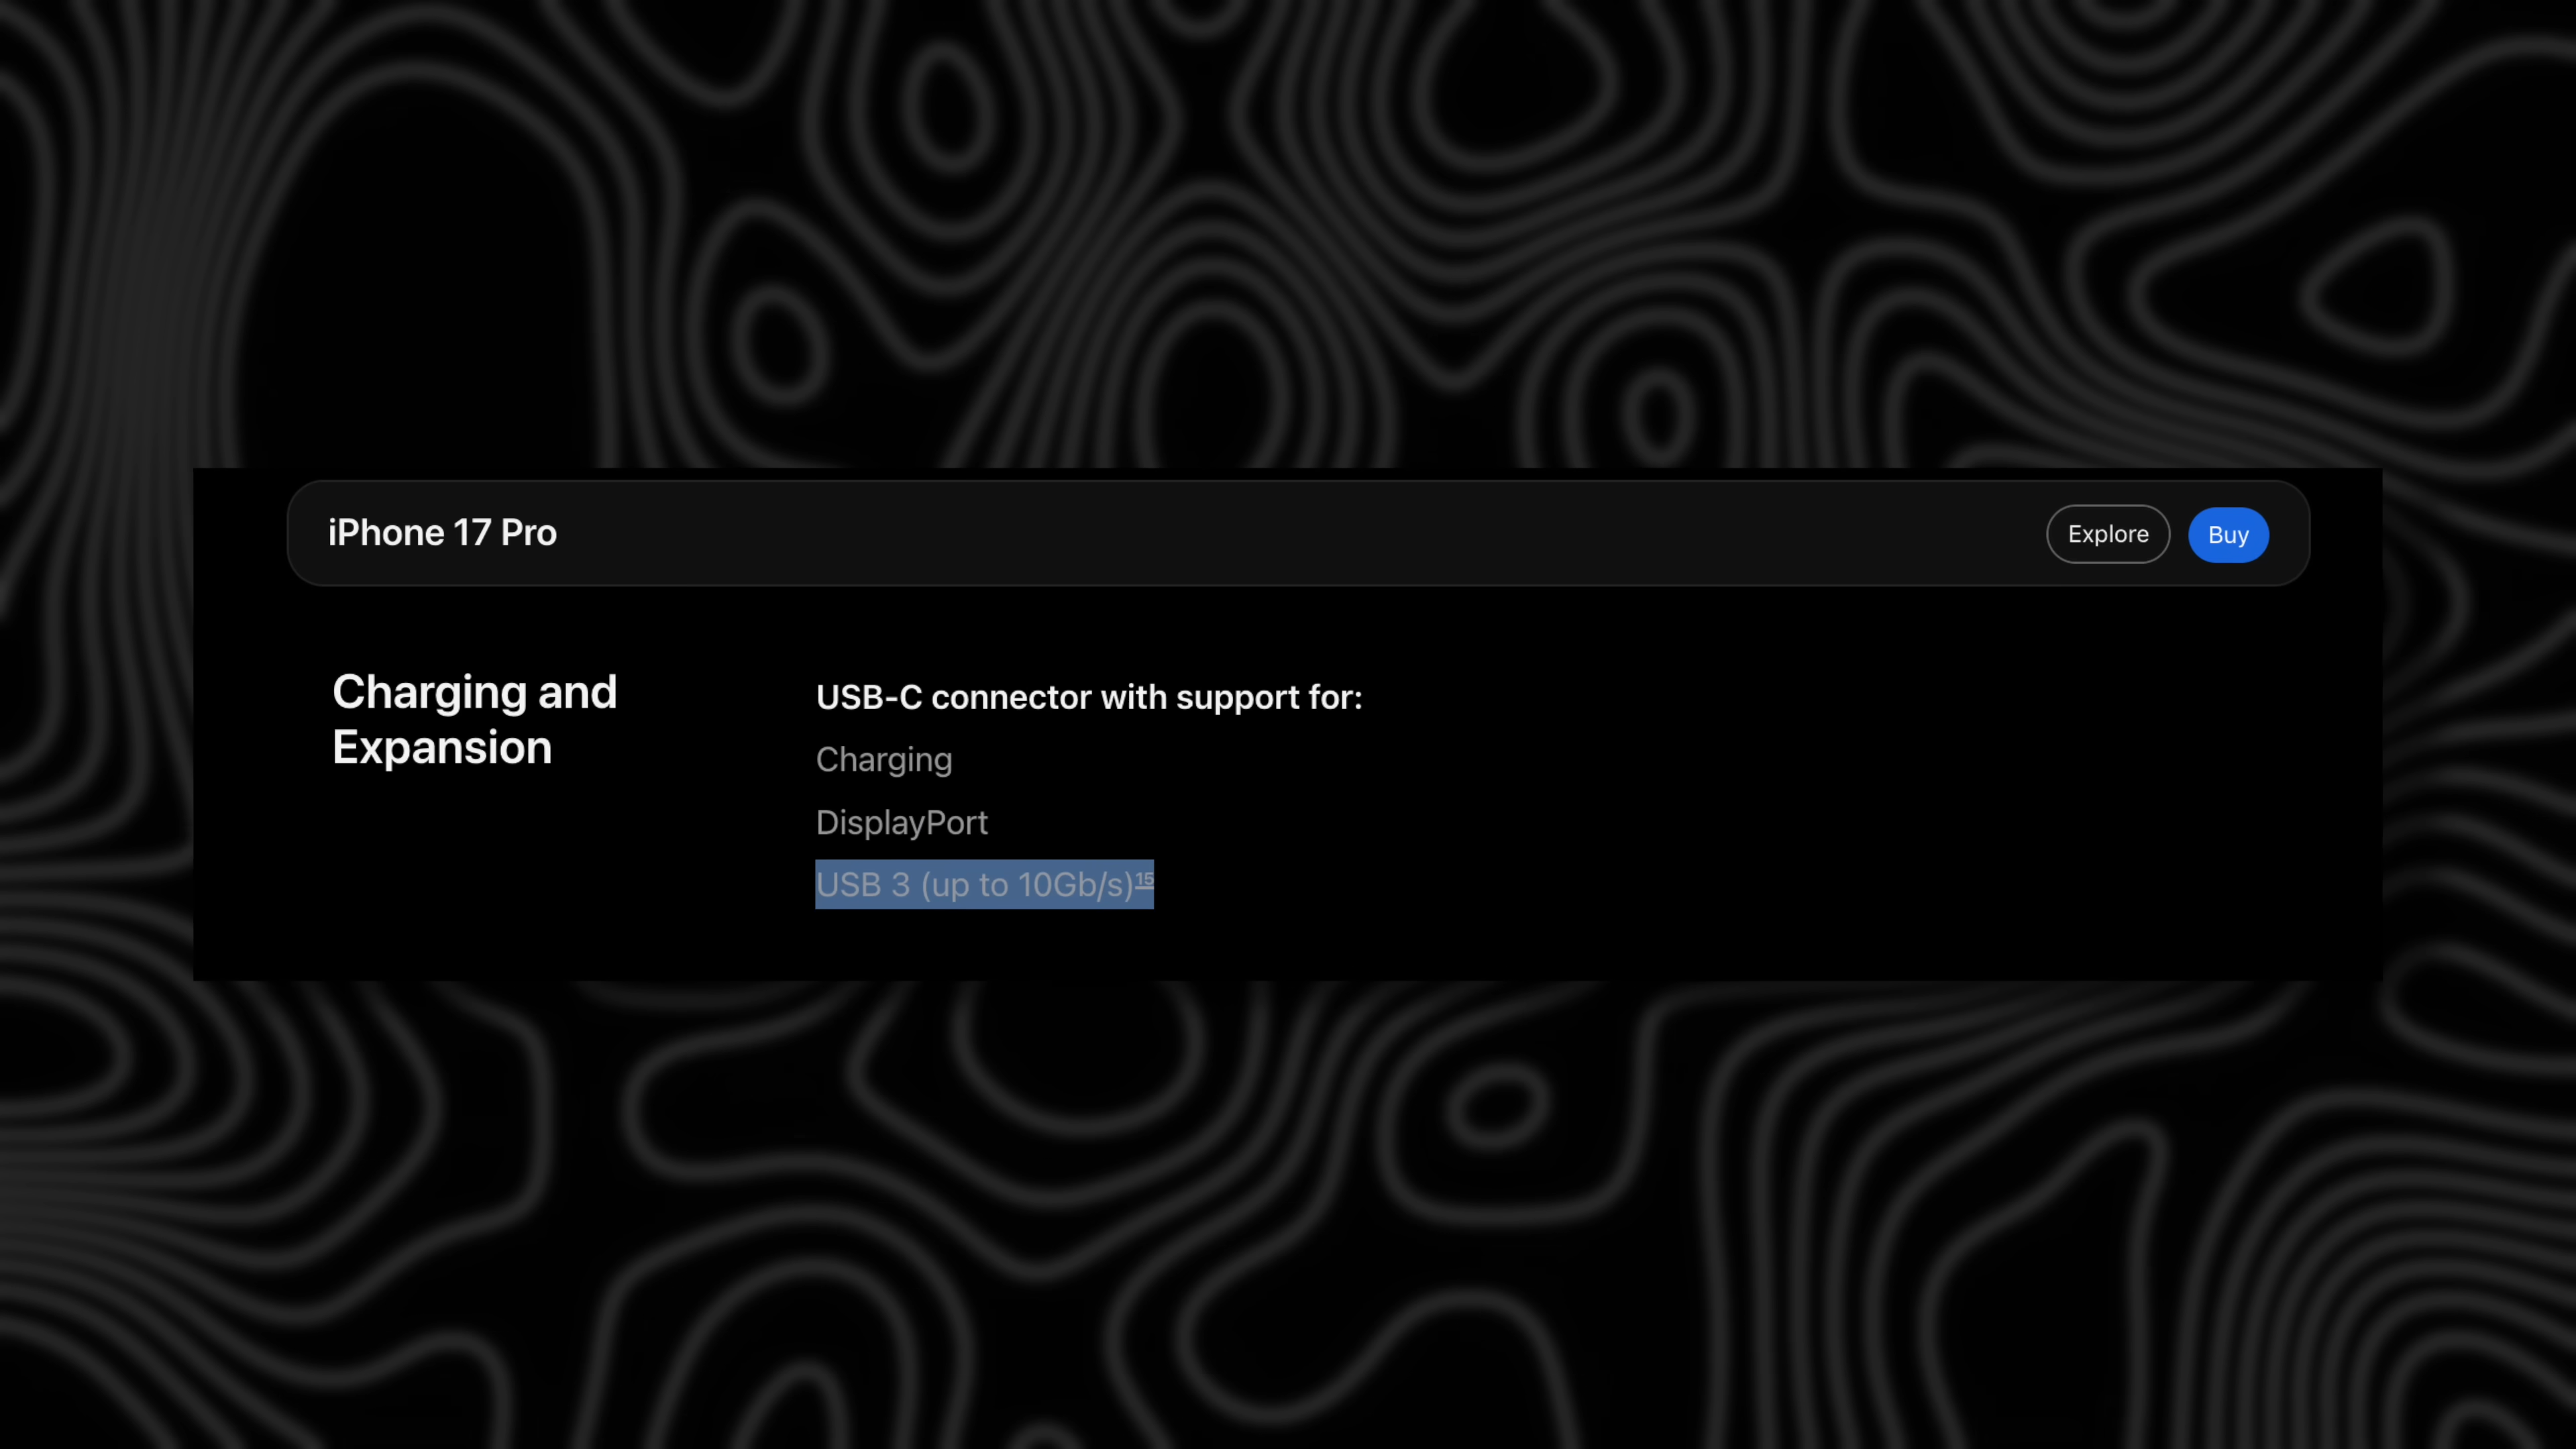 iPhone 17 Pro
Explore
Buy
Charging and
Expansion
USB-C connector with support for:
Charging
DisplayPort
USB 3 (up to 10Gb/s)15